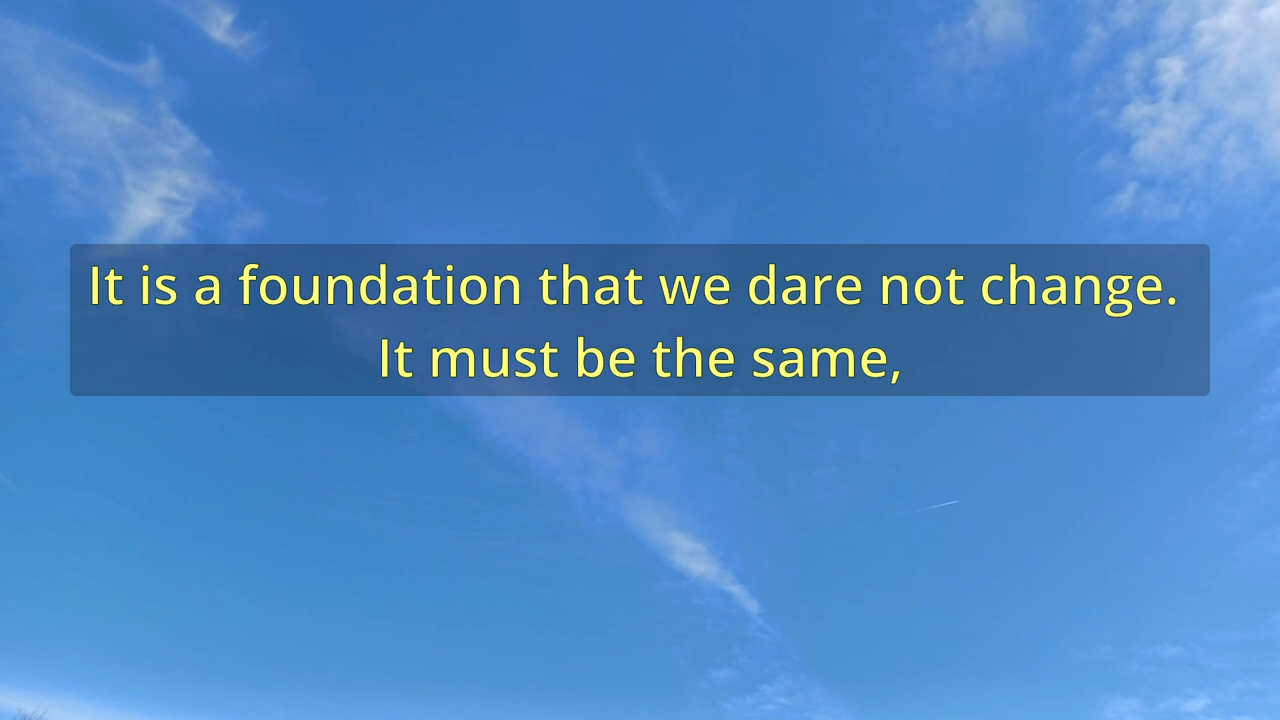 It is a foundation that we dare not change.
It must be the same,